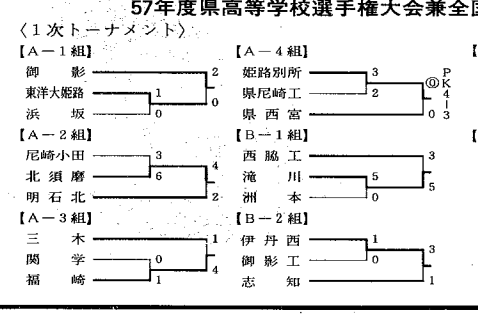 57年度県高等学校選手権大会兼全国
〈1次トーナメント〉
【A－1組】
御影 2
東洋大姫路 1
0
浜坂 0
【A－2組】
尼崎小田 3
4
北須磨 6
明石北 2
【A－3組】
三木 1
関学 0
4
福崎 1
【A－4組】
姫路別所 3
⓪ PK4－3
県尼崎工 2
県西宮 0
【B－1組】
西脇工 3
滝川 5
5
洲本 0
【B－2組】
伊丹西 1
3
御影工 0
志知 1